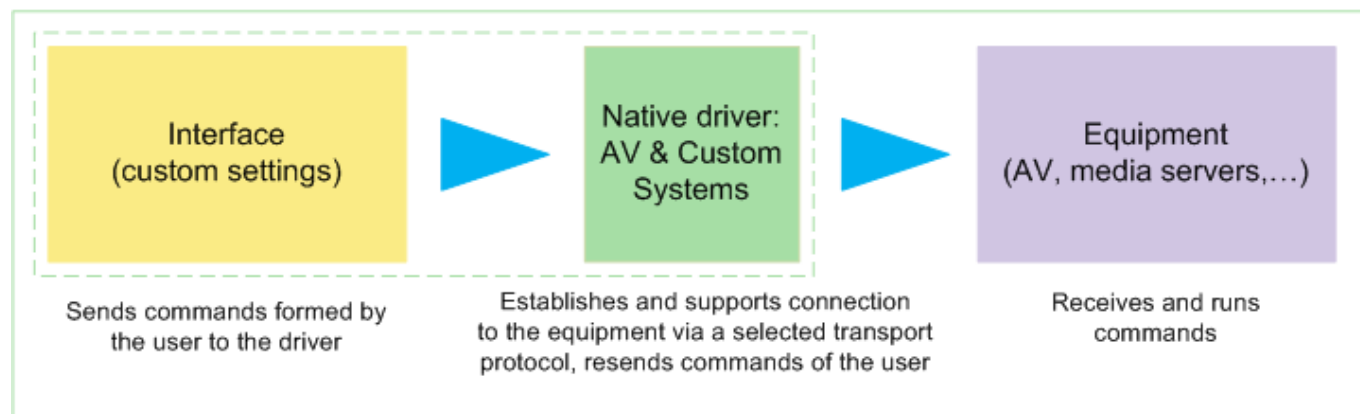 Interface
(custom settings)
Native driver:
AV & Custom
Systems
Equipment
(AV, media servers,...)
Sends commands formed by
the user to the driver
Establishes and supports connection
to the equipment via a selected transport
protocol, resends commands of the user
Receives and runs
commands